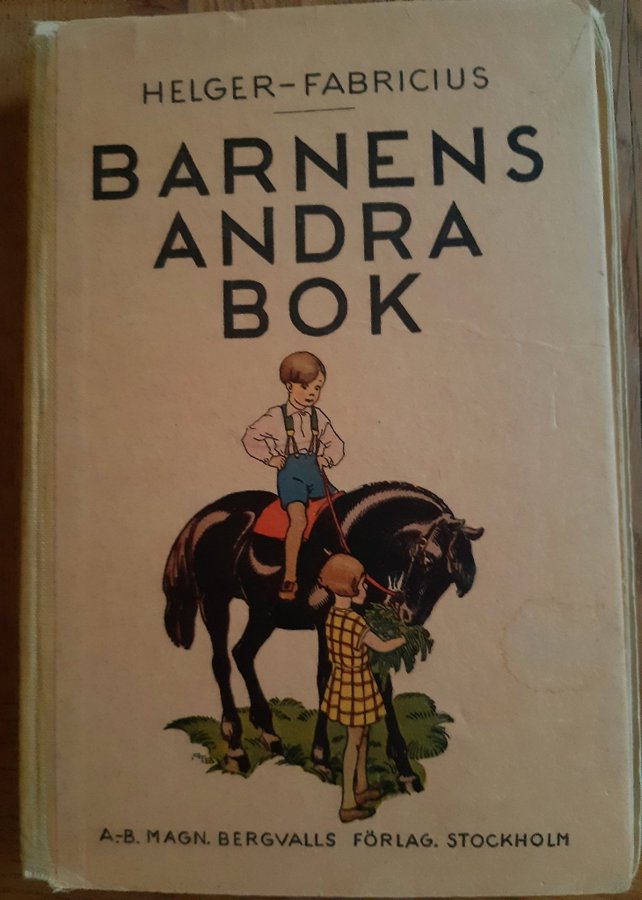 HELGER-FABRICIUS
BARNENS
ANDRA
BOK
A.-B. MAGN. BERGVALLS FÖRLAG. STOCKHOLM